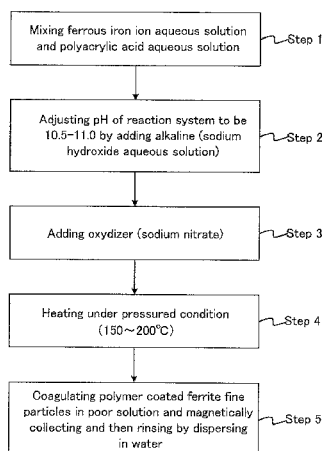 Mixing ferrous iron ion aqueous solution
and polyacrylic acid aqueous solution
Step 1
Adjusting pH of reaction system to be
10.5-11.0 by adding alkaline (sodium
hydroxide aqueous solution)
Step 2
Adding oxydizer (sodium nitrate)
Step 3
Heating under pressured condition
(150～200℃)
Step 4
Coagulating polymer coated ferrite fine
particles in poor solution and magnetically
collecting and then rinsing by dispersing
in water
Step 5